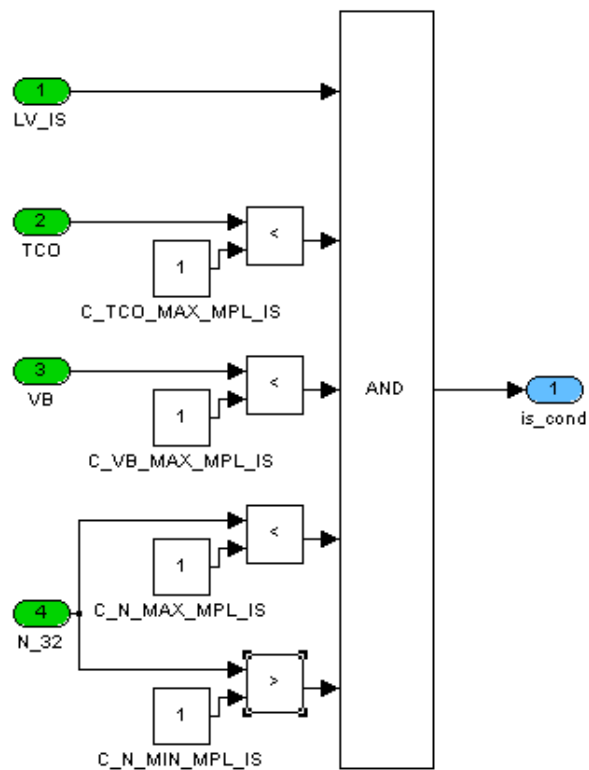 1
LV_IS
2
TCO
<
1
C_TCO_MAX_MPL_IS
3
VB
<
1
C_VB_MAX_MPL_IS
AND
1
is_cond
<
1
C_N_MAX_MPL_IS
4
N_32
>
1
C_N_MIN_MPL_IS